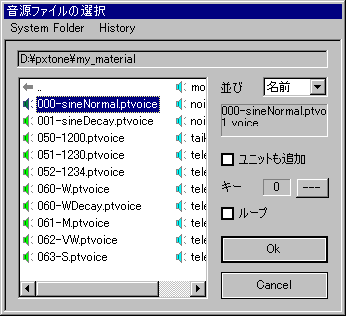 音源ファイルの選択
System Folder History
D:¥pxtone¥my_material
..
000-sineNormal.ptvoice
001-sineDecay.ptvoice
050-1200.ptvoice
051-1230.ptvoice
052-1234.ptvoice
060-W.ptvoice
060-WDecay.ptvoice
061-M.ptvoice
062-VW.ptvoice
063-S.ptvoice
mo
noi
noi
taik
tele
tele
tele
tele
tele
tele
並び 名前
000-sineNormal.ptvo
1 voice
ユニットも追加
キー 0 ---
ループ
Ok
Cancel